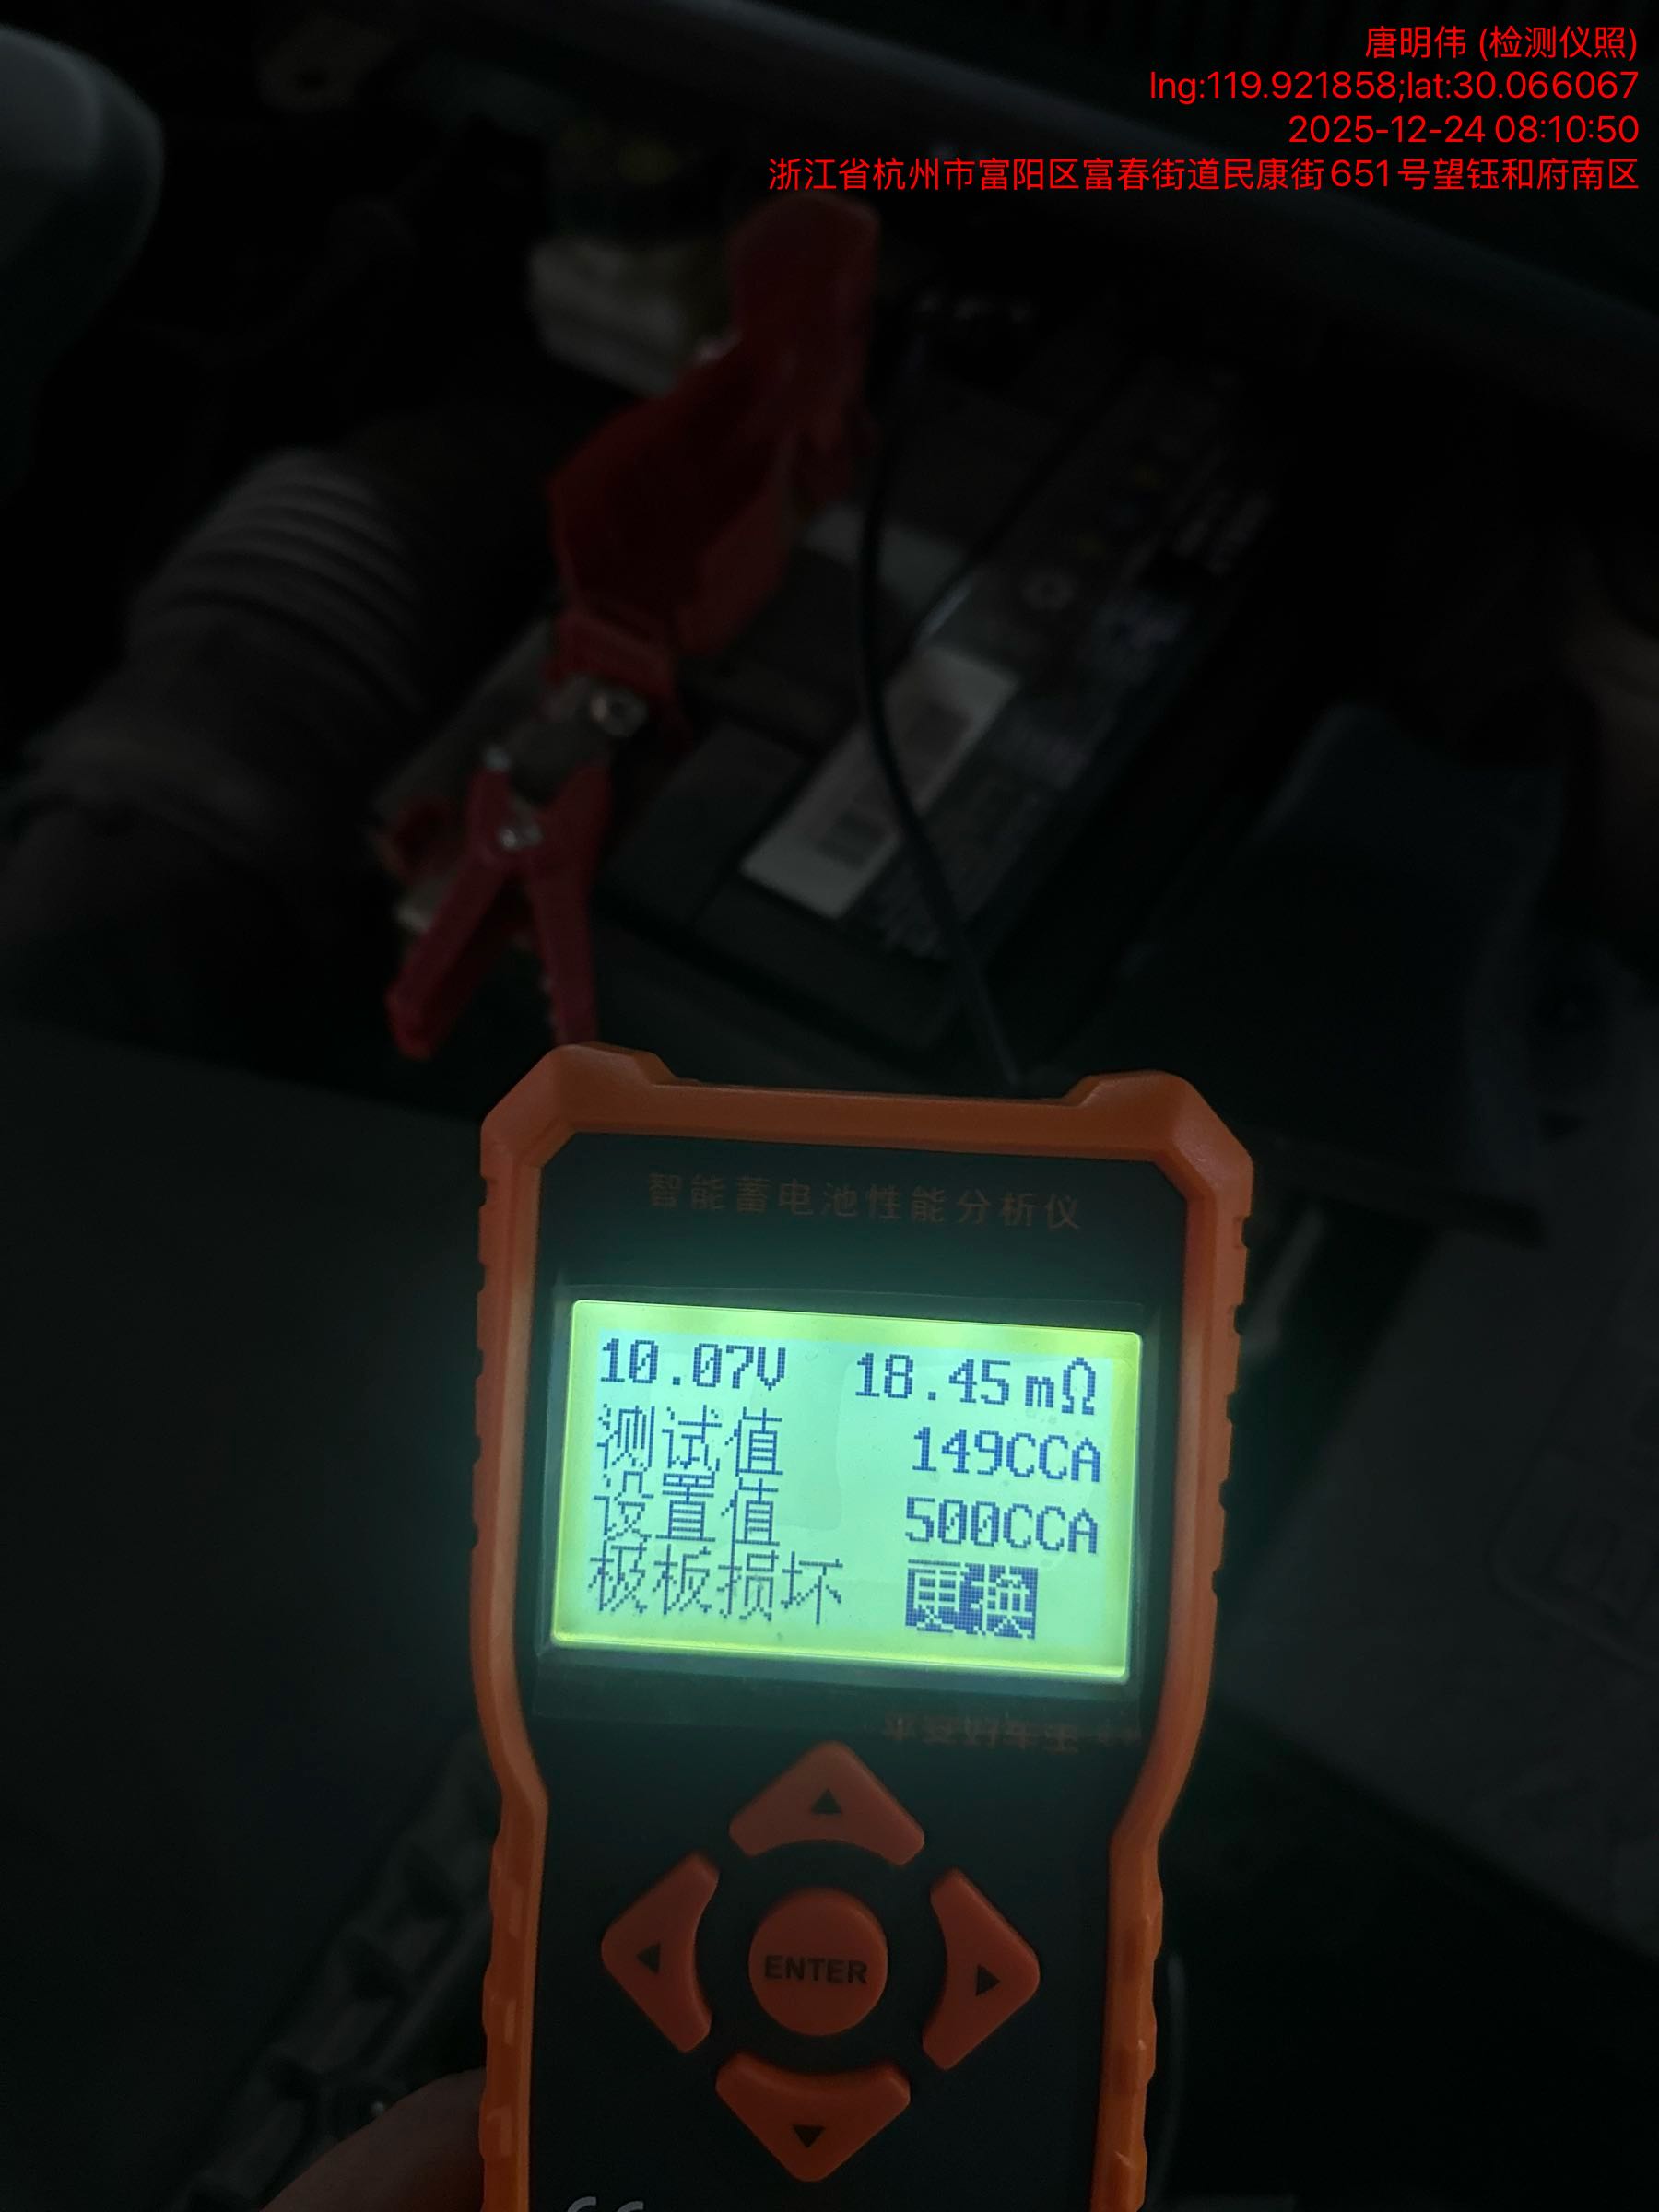 唐明伟 (检测仪照)
lng:119.921858;lat:30.066067
2025-12-24 08:10:50
浙江省杭州市富阳区富春街道民康街651号望钰和府南区
智能蓄电池性能分析仪
10.07V 18.45mΩ
测试值 149CCA
设置值 500CCA
极板损坏 更换
ENTER